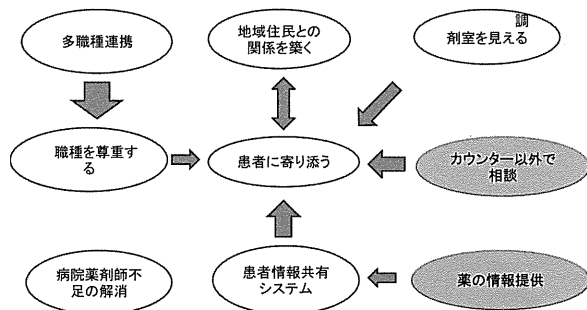 多職種連携
地域住民との
関係を築く
調
剤室を見える
職種を尊重す
る
患者に寄り添う
カウンター以外で
相談
病院薬剤師不
足の解消
患者情報共有
システム
薬の情報提供